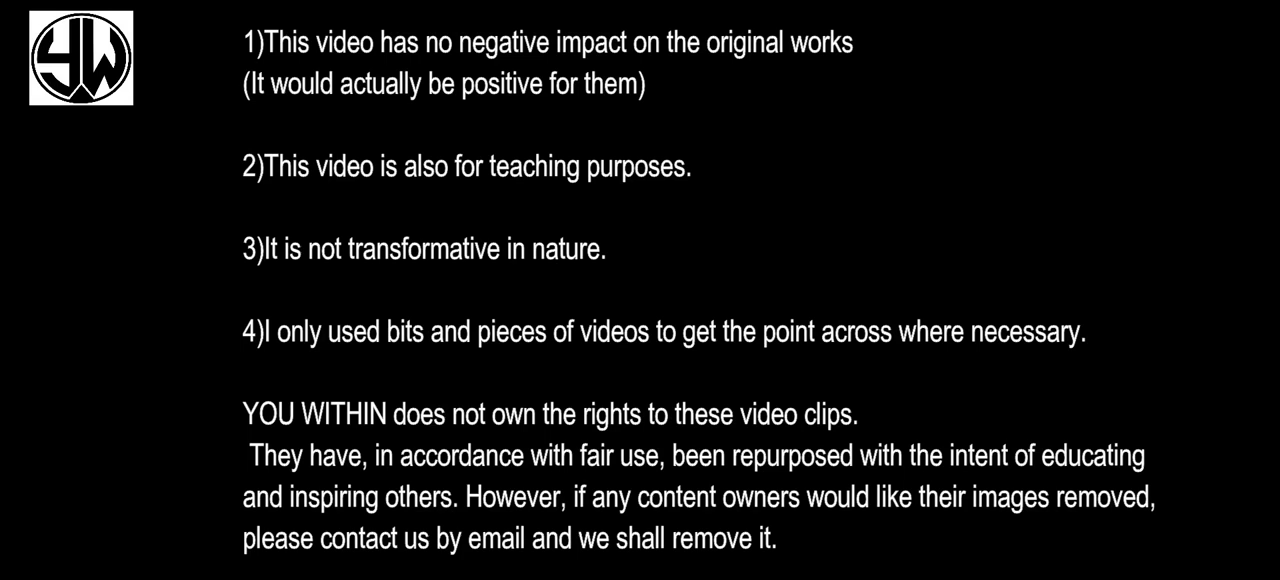 YW
1)This video has no negative impact on the original works
(It would actually be positive for them)
2)This video is also for teaching purposes.
3)It is not transformative in nature.
4)I only used bits and pieces of videos to get the point across where necessary.
YOU WITHIN does not own the rights to these video clips.
They have, in accordance with fair use, been repurposed with the intent of educating
and inspiring others. However, if any content owners would like their images removed,
please contact us by email and we shall remove it.